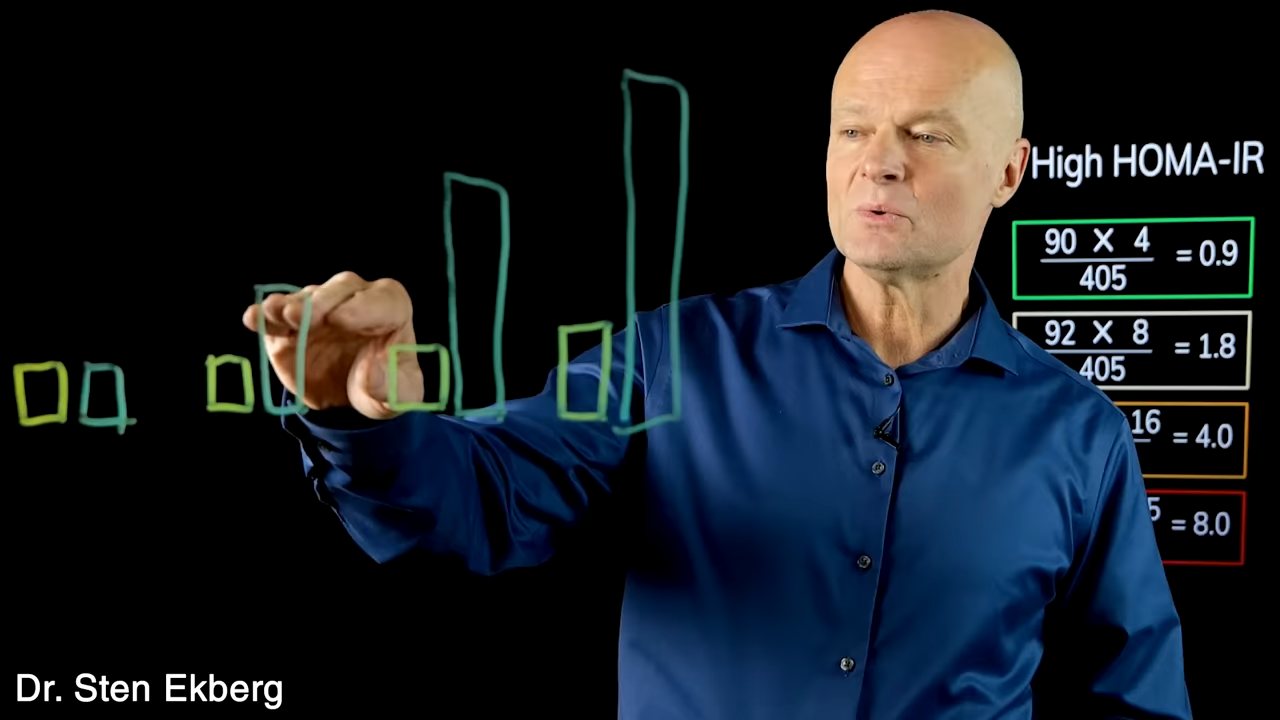 High HOMA-IR
90 X 4
405
= 0.9
92 X 8
405
= 1.8
16
= 4.0
5
= 8.0
Dr. Sten Ekberg